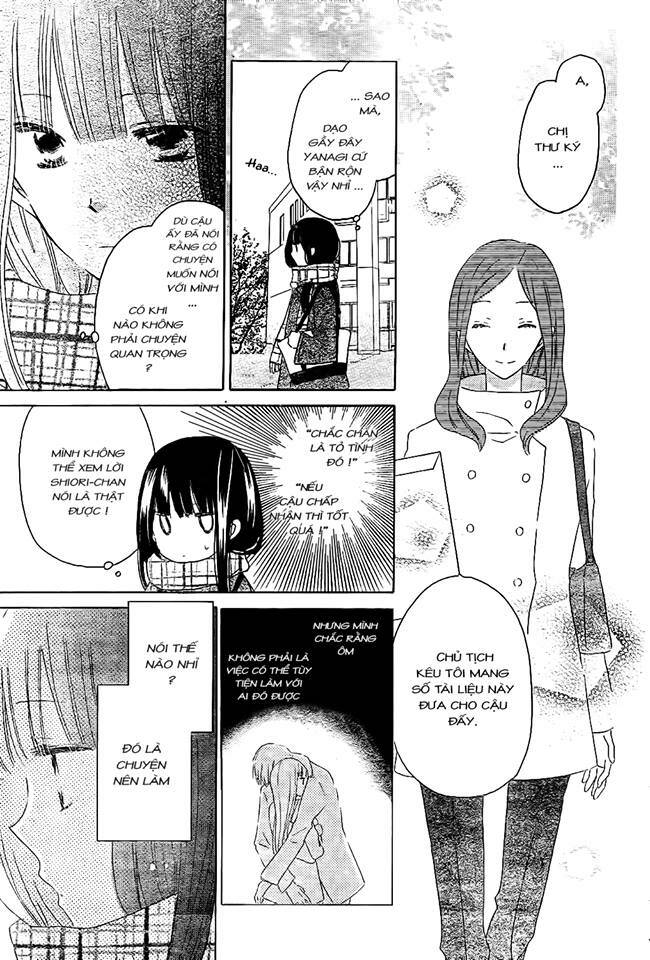 A,
CHỊ
THƯ KÝ
...
CHỦ TỊCH
KÊU TÔI MANG
SỐ TÀI LIỆU NÀY
ĐƯA CHO CẬU
ĐẤY.
... SAO
MÀ,
DẠO
GẦY ĐÂY
YANAGI CỨ
BẬN RỘN
VẬY NHỈ ...
Haa...
DÙ CẬU
ẤY ĐÃ NÓI
RẰNG CÓ
CHUYỆN
MUỐN NÓI
VỚI MÌNH
...
CÓ KHI
NÀO KHÔNG
PHẢI CHUYỆN
QUAN TRỌNG
?
"CHẮC CHẮN
LÀ TỎ TÌNH
ĐÓ !"
"NẾU
CẬU CHẤP
NHẬN THÌ TỐT
QUÁ !"
MÌNH KHÔNG
THỂ XEM LỜI
SHIORI-CHAN
NÓI LÀ THẬT
ĐƯỢC !
NHƯNG MÌNH
CHẮC RẰNG
ÔM
KHÔNG PHẢI LÀ
VIỆC CÓ THỂ TÙY
TIỆN LÀM VỚI
AI ĐÓ ĐƯỢC
NÓI THẾ
NÀO NHỈ
?
ĐÓ LÀ
CHUYỆN
NÊN LÀM